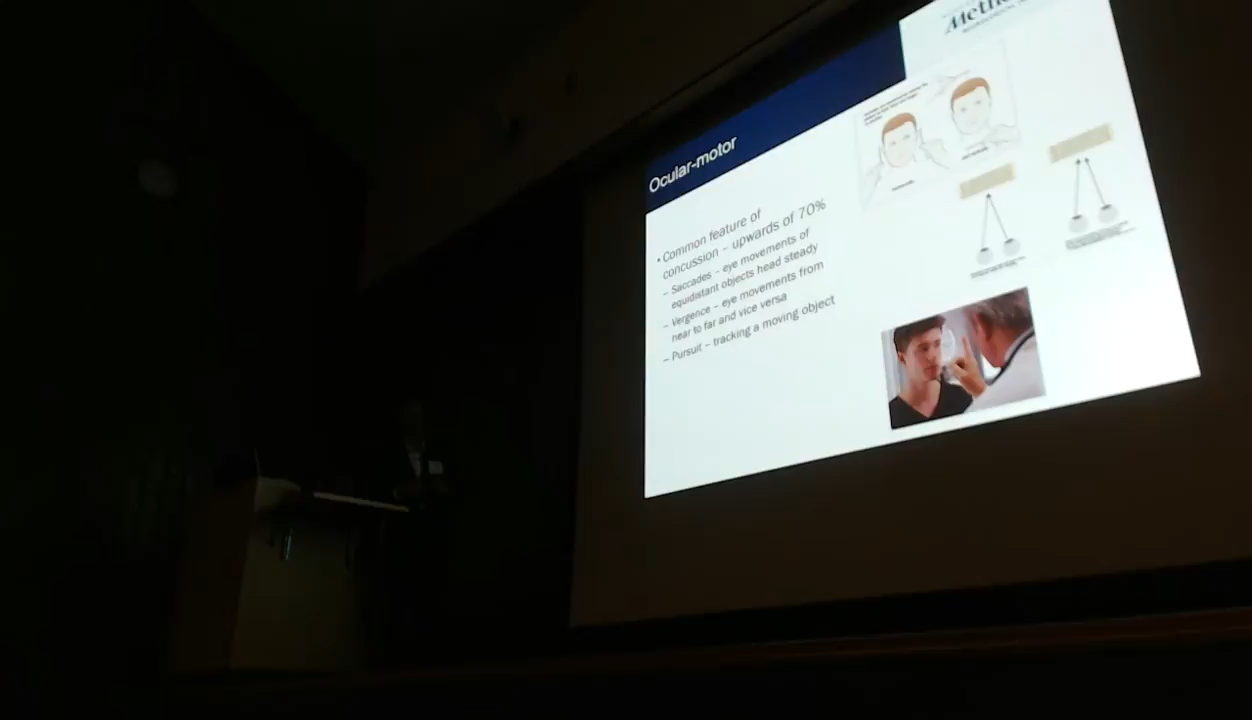 Ocular-motor
• Common feature of
concussion – upwards of 70%
– Saccades – eye movements of
equidistant objects head steady
– Vergence – eye movements from
near to far and vice versa
– Pursuit – tracking a moving object